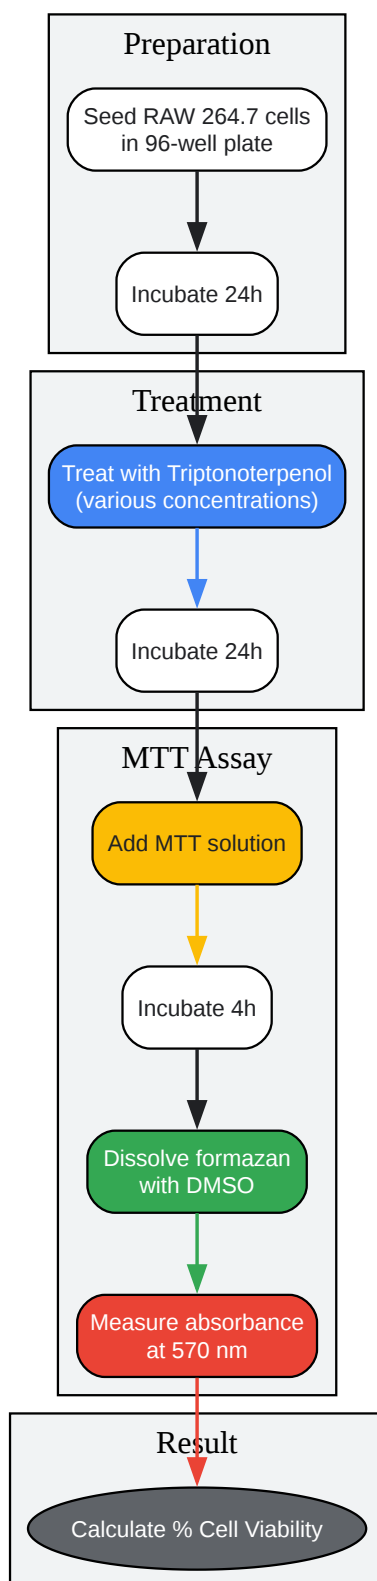 Preparation
Seed RAW 264.7 cells
in 96-well plate
Incubate 24h
Treatment
Treat with Triptonoterpenol
(various concentrations)
Incubate 24h
MTT Assay
Add MTT solution
Incubate 4h
Dissolve formazan
with DMSO
Measure absorbance
at 570 nm
Result
Calculate % Cell Viability